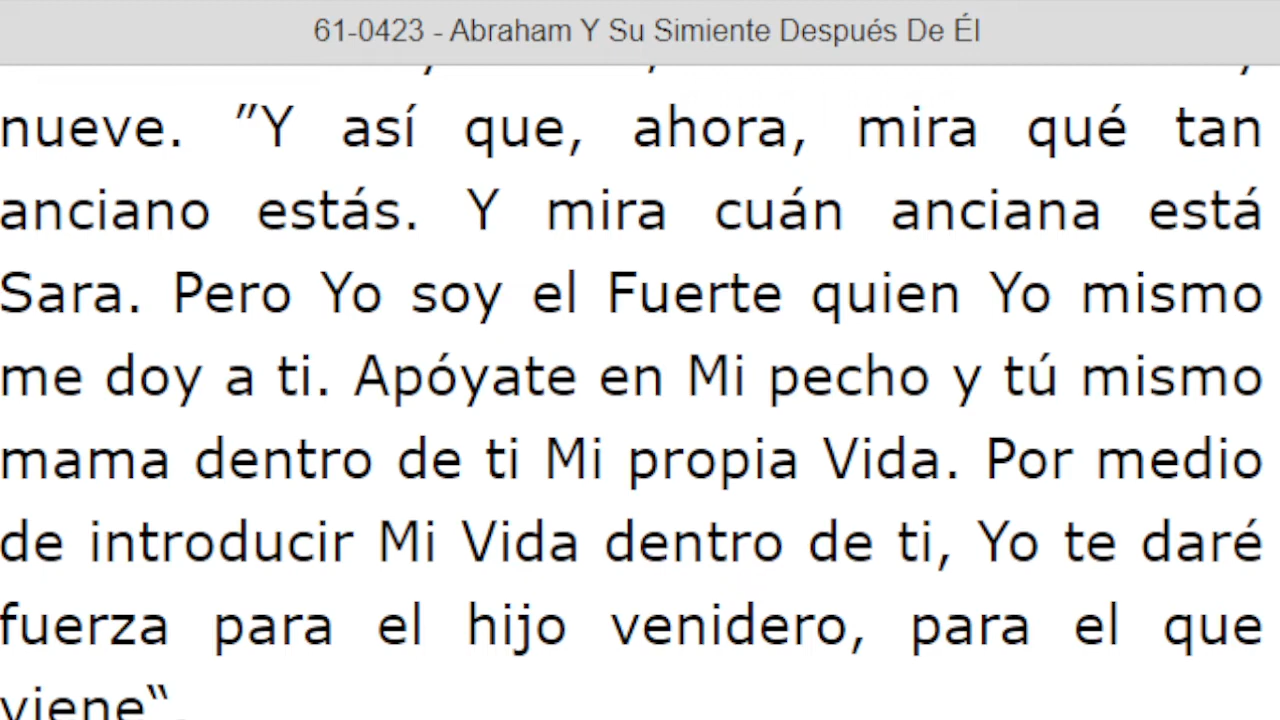 61-0423 - Abraham Y Su Simiente Después De Él
nueve. ”Y así que, ahora, mira qué tan
anciano estás. Y mira cuán anciana está
Sara. Pero Yo soy el Fuerte quien Yo mismo
me doy a ti. Apóyate en Mi pecho y tú mismo
mama dentro de ti Mi propia Vida. Por medio
de introducir Mi Vida dentro de ti, Yo te daré
fuerza para el hijo venidero, para el que
viene“.